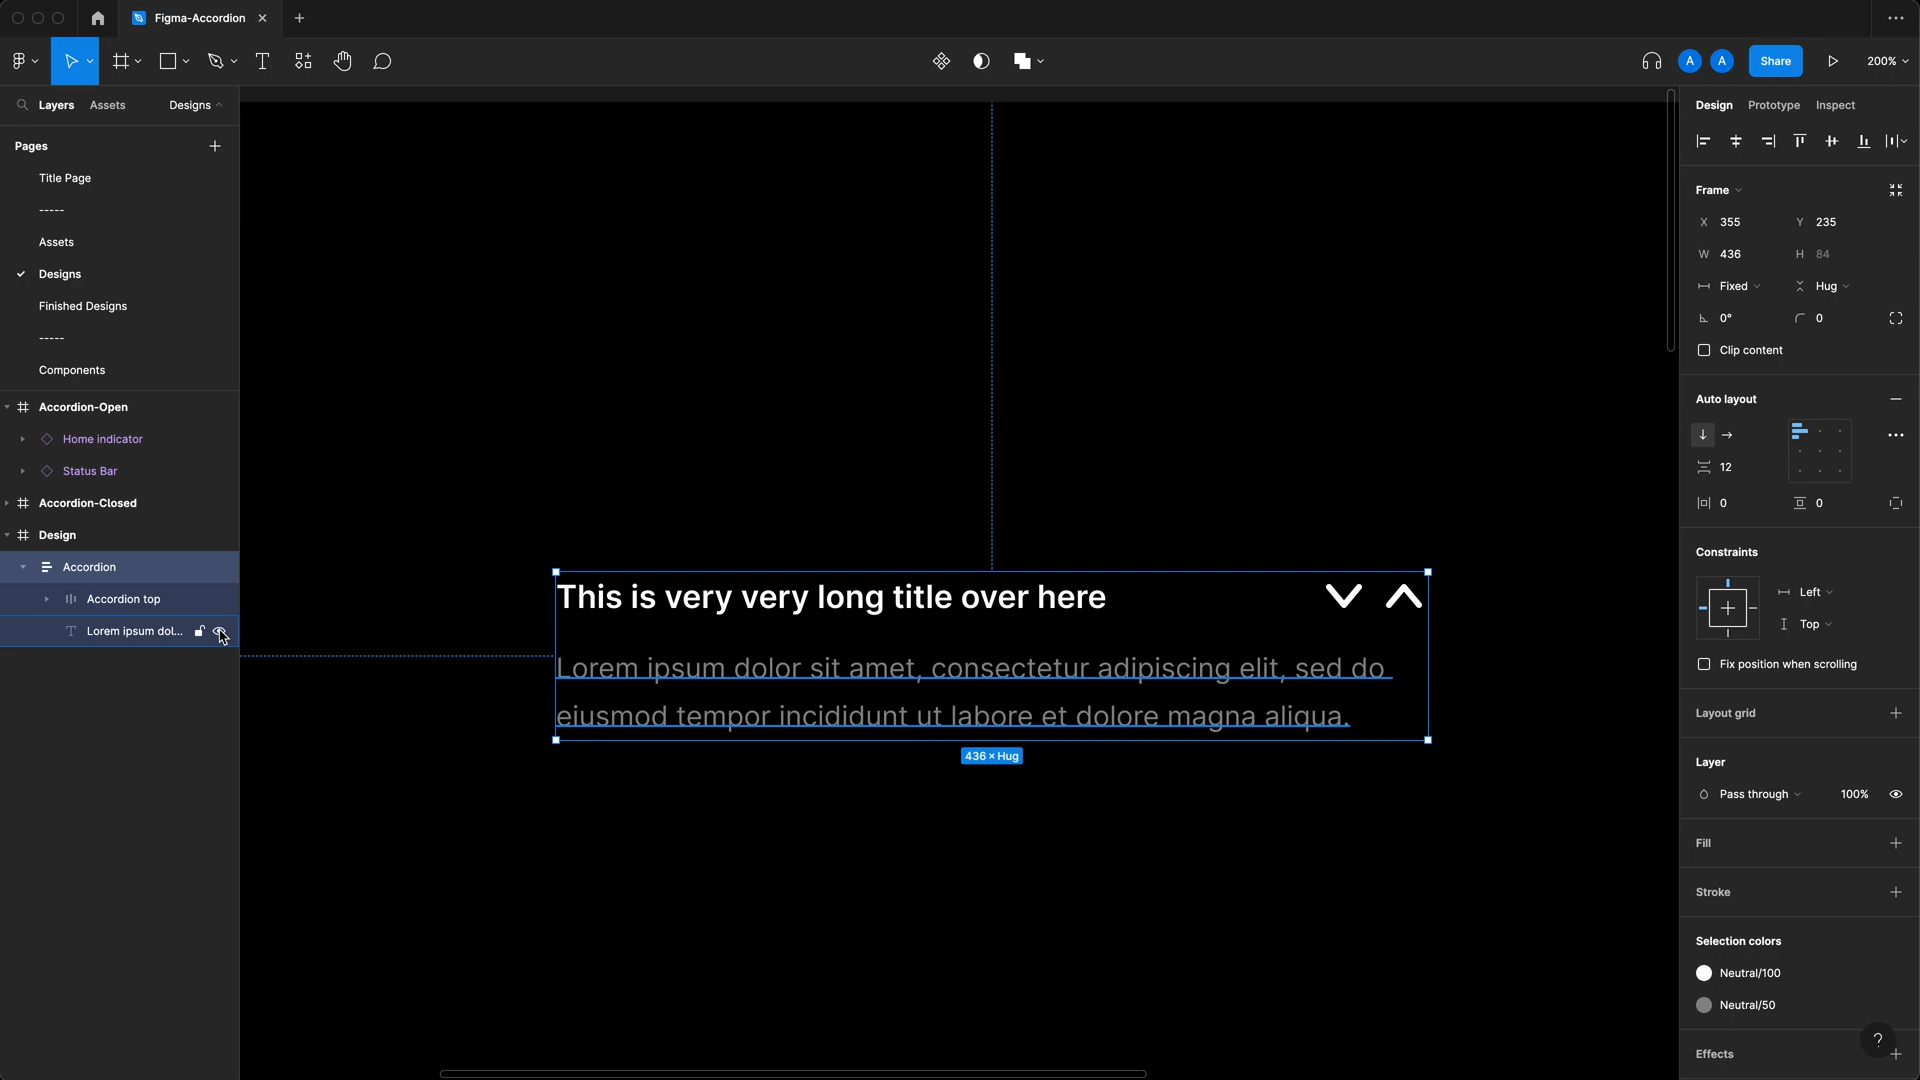 Figma-Accordion
A
A
Share
200%
Layers
Assets
Designs
Pages
Title Page
-----
Assets
Designs
Finished Designs
-----
Components
Accordion-Open
Home indicator
Status Bar
Accordion-Closed
Design
Accordion
Accordion top
Lorem ipsum dol...
This is very very long title over here
Lorem ipsum dolor sit amet, consectetur adipiscing elit, sed do
eiusmod tempor incididunt ut labore et dolore magna aliqua.
436 × Hug
Design
Prototype
Inspect
Frame
X 355
Y 235
W 436
H 84
Fixed
Hug
0°
0
Clip content
Auto layout
12
0
0
Constraints
Left
Top
Fix position when scrolling
Layout grid
Layer
Pass through
100%
Fill
Stroke
Selection colors
Neutral/100
Neutral/50
Effects
?